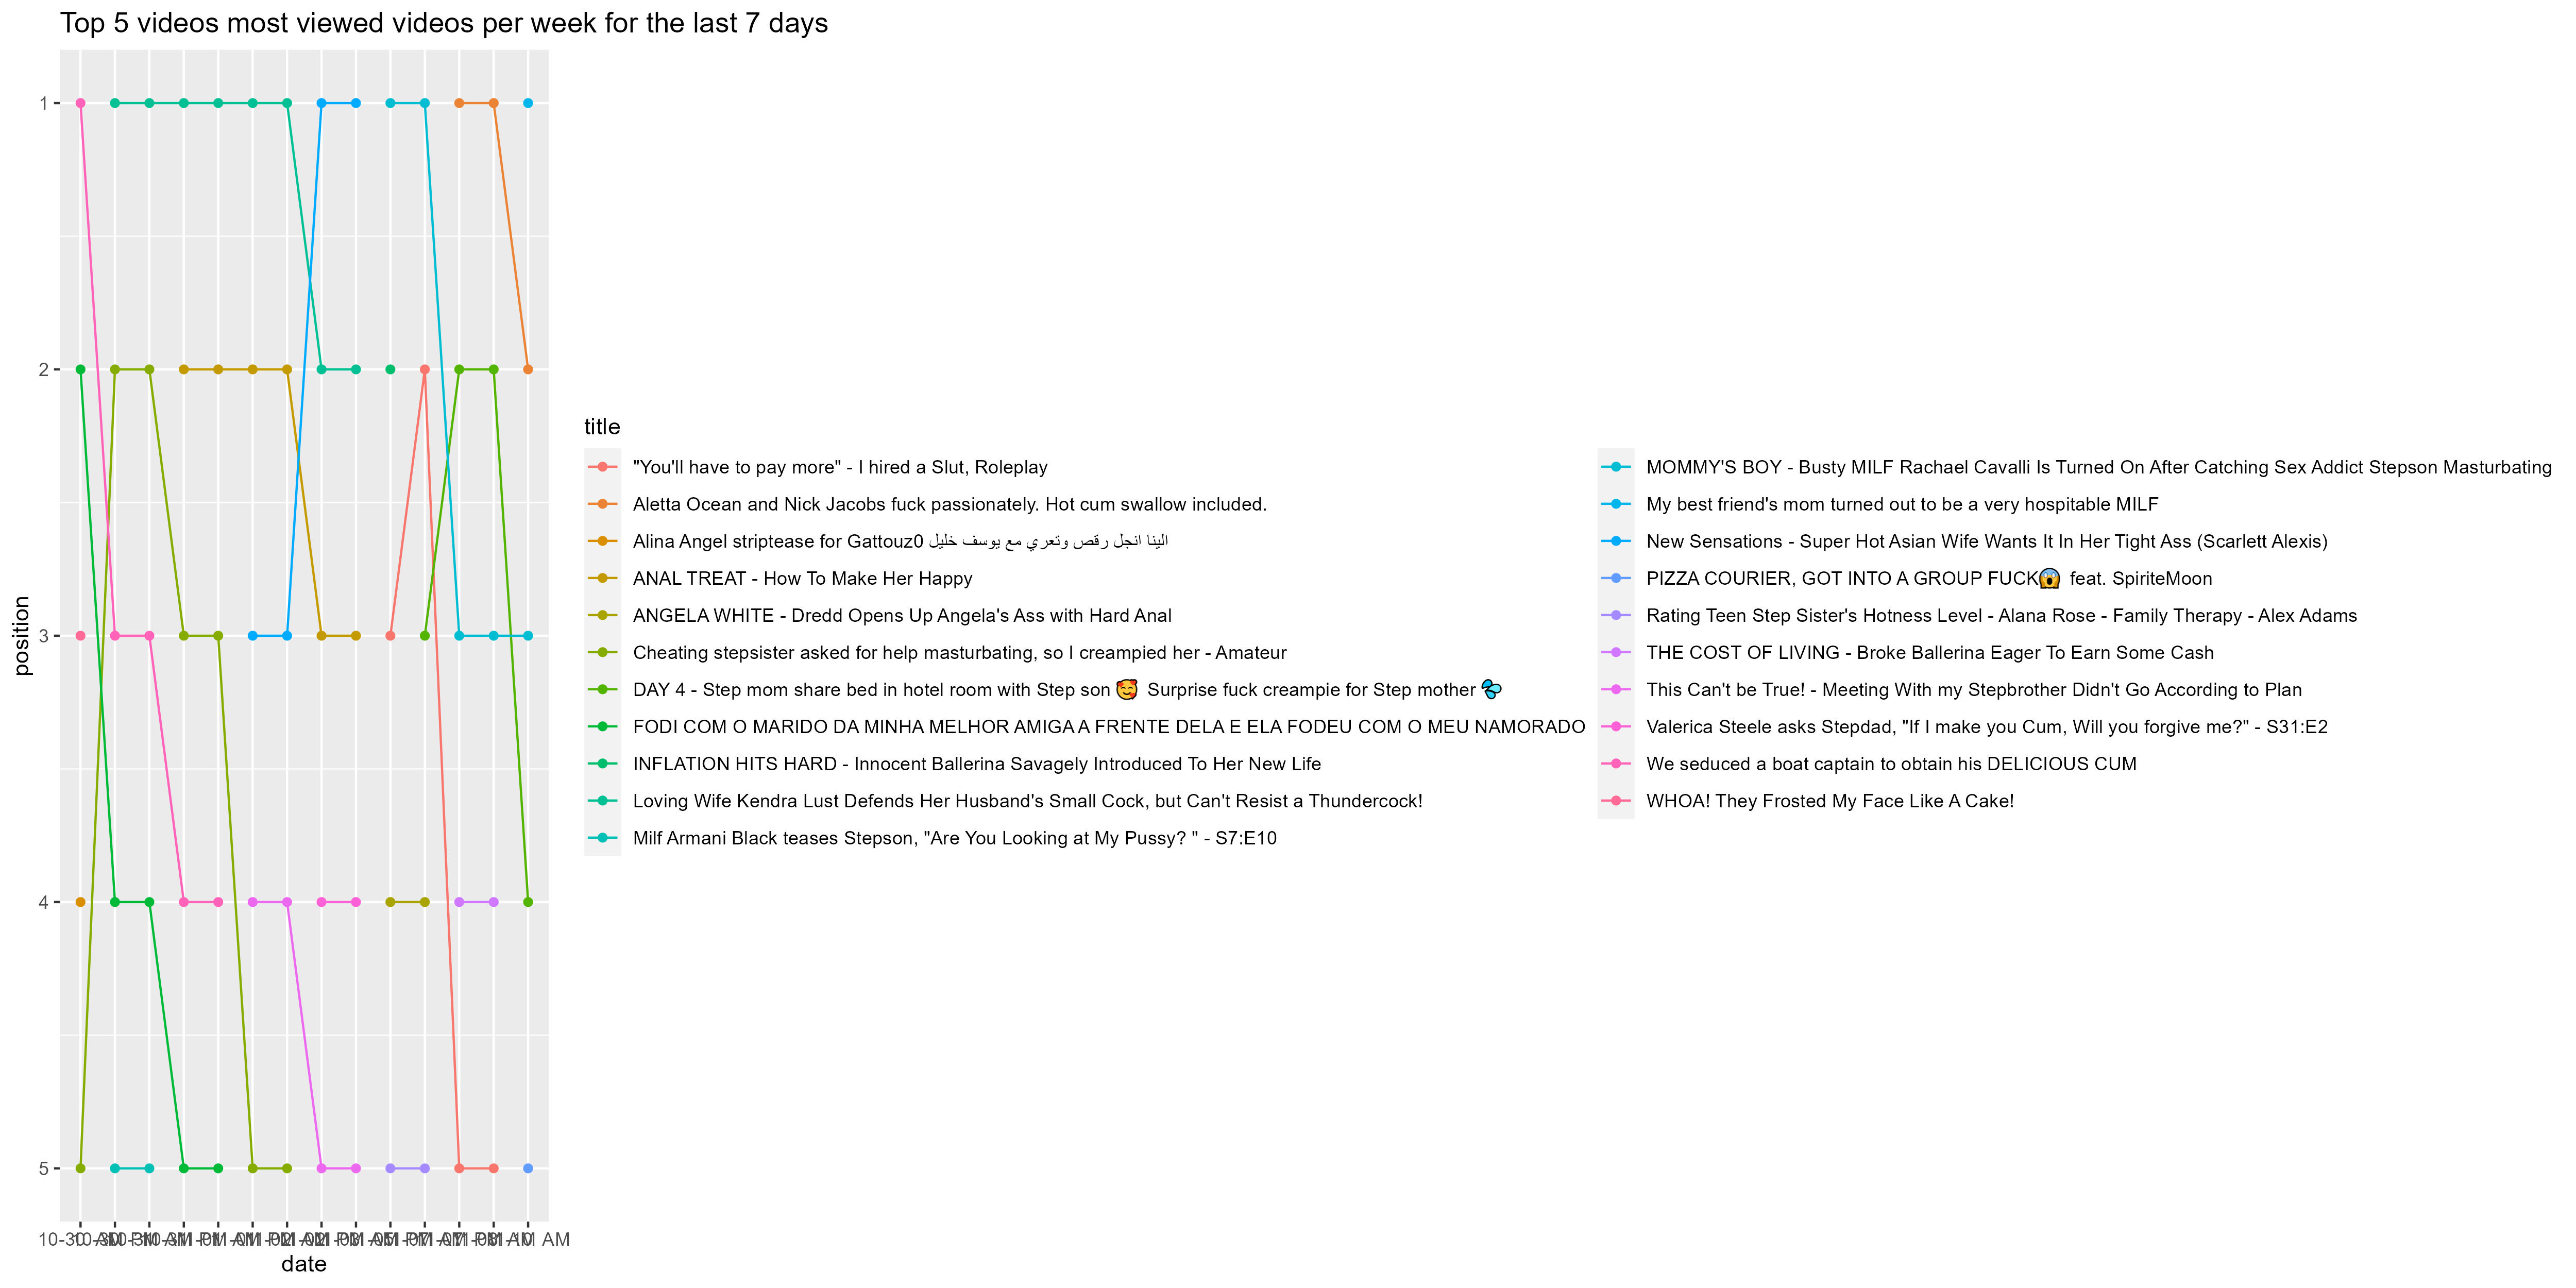 Top 5 videos most viewed videos per week for the last 7 days
1
2
3
4
5
position
date
title
"You'll have to pay more" - I hired a Slut, Roleplay
Aletta Ocean and Nick Jacobs fuck passionately. Hot cum swallow included.
Alina Angel striptease for Gattouz0 الينا انجل رقص وتعري مع يوسف خليل
ANAL TREAT - How To Make Her Happy
ANGELA WHITE - Dredd Opens Up Angela's Ass with Hard Anal
Cheating stepsister asked for help masturbating, so I creampied her - Amateur
DAY 4 - Step mom share bed in hotel room with Step son 🥰 Surprise fuck creampie for Step mother 💦
FODI COM O MARIDO DA MINHA MELHOR AMIGA A FRENTE DELA E ELA FODEU COM O MEU NAMORADO
INFLATION HITS HARD - Innocent Ballerina Savagely Introduced To Her New Life
Loving Wife Kendra Lust Defends Her Husband's Small Cock, but Can't Resist a Thundercock!
Milf Armani Black teases Stepson, "Are You Looking at My Pussy? " - S7:E10
MOMMY'S BOY - Busty MILF Rachael Cavalli Is Turned On After Catching Sex Addict Stepson Masturbating
My best friend's mom turned out to be a very hospitable MILF
New Sensations - Super Hot Asian Wife Wants It In Her Tight Ass (Scarlett Alexis)
PIZZA COURIER, GOT INTO A GROUP FUCK😱 feat. SpiriteMoon
Rating Teen Step Sister's Hotness Level - Alana Rose - Family Therapy - Alex Adams
THE COST OF LIVING - Broke Ballerina Eager To Earn Some Cash
This Can't be True! - Meeting With my Stepbrother Didn't Go According to Plan
Valerica Steele asks Stepdad, "If I make you Cum, Will you forgive me?" - S31:E2
We seduced a boat captain to obtain his DELICIOUS CUM
WHOA! They Frosted My Face Like A Cake!